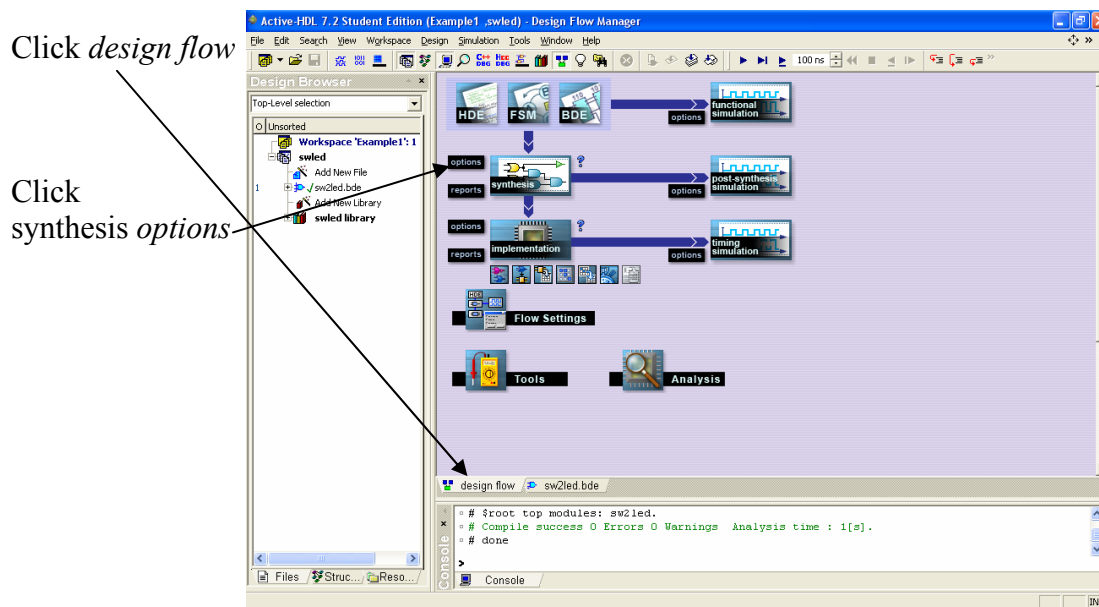 Click design flow
Click
synthesis options
Active-HDL 7.2 Student Edition (Example1 ,swled) - Design Flow Manager
File Edit Search View Workspace Design Simulation Tools Window Help
100 ns
Design Browser
Top-Level selection
Unsorted
Workspace 'Example1': 1
swled
Add New File
1 sw2led.bde
Add New Library
swled library
Files Struc... Reso...
HDE FSM BDE
options
functional
simulation
options
synthesis
reports
options
post-synthesis
simulation
options
implementation
reports
options
timing
simulation
Flow Settings
Tools
Analysis
design flow sw2led.bde
# $root top modules: sw2led.
# Compile success 0 Errors 0 Warnings Analysis time : 1[s].
# done
>
Console
Console